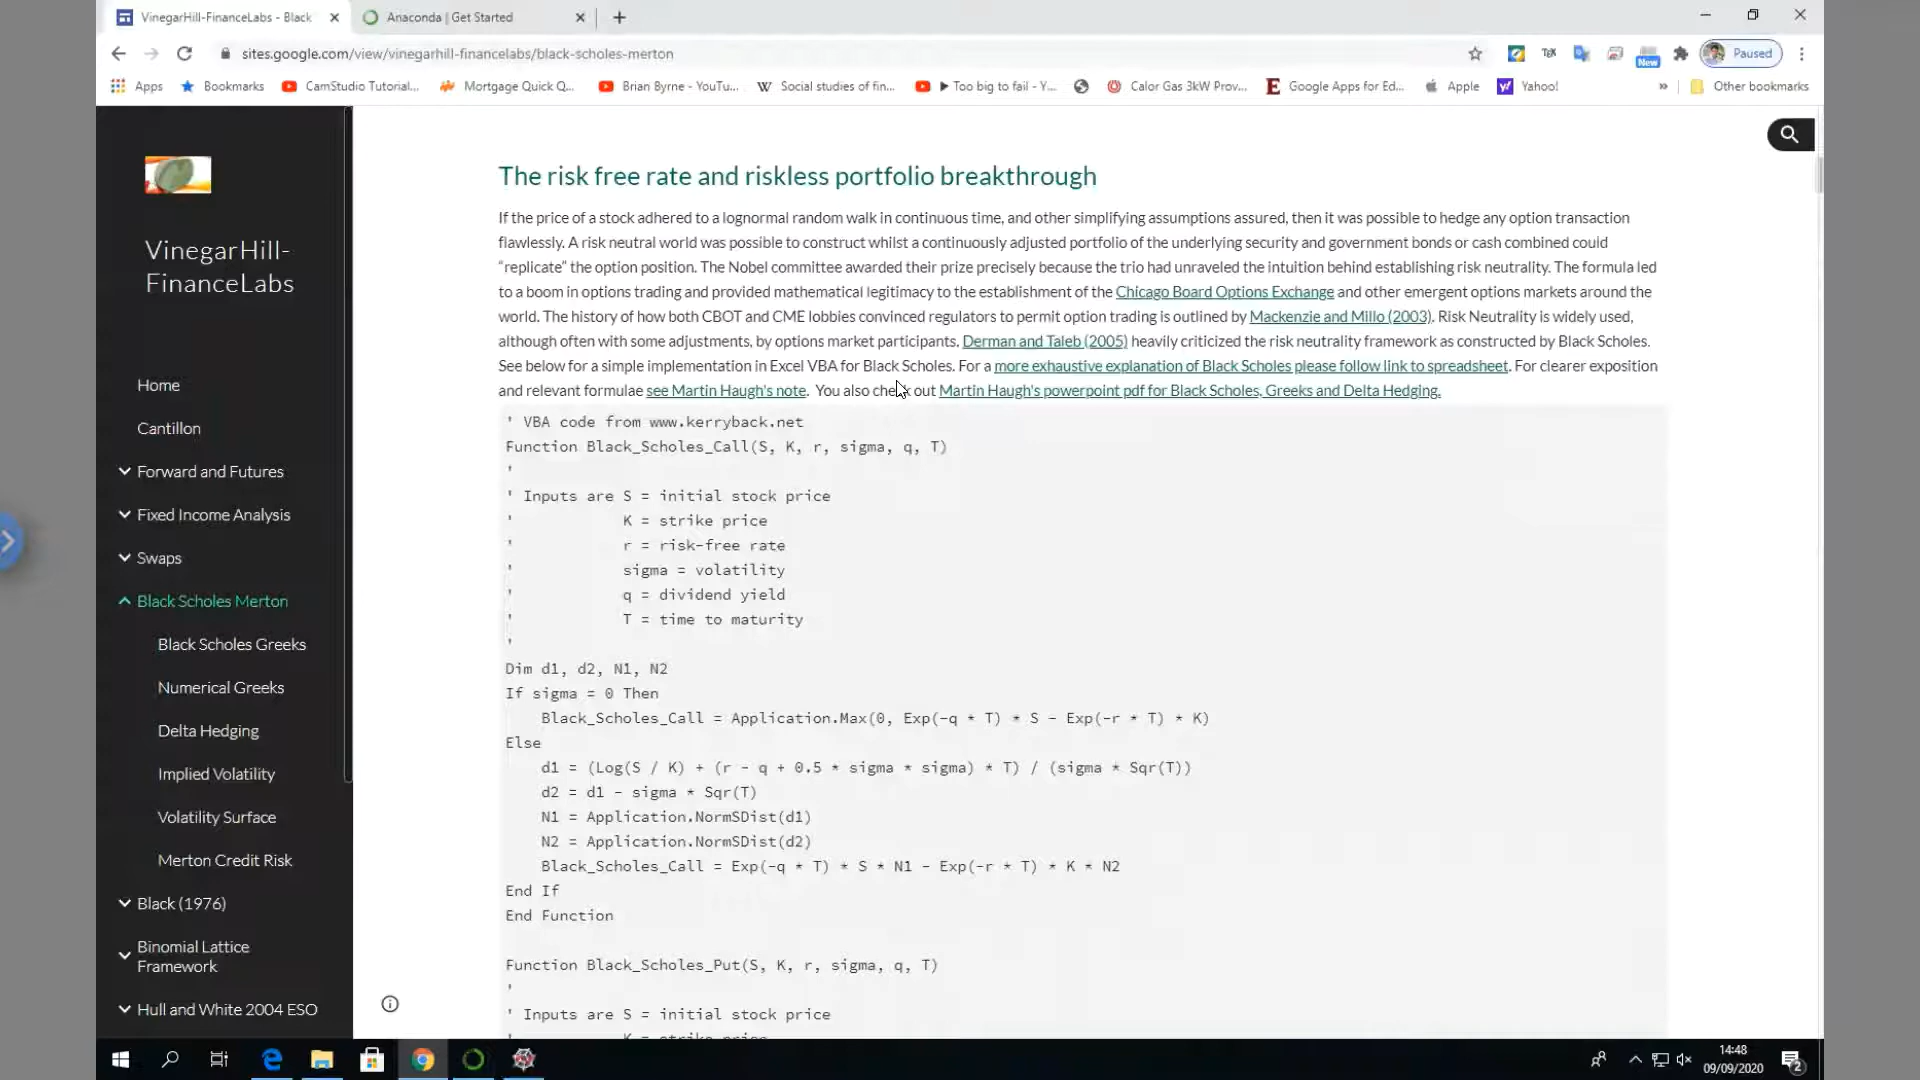 VinegarHill-FinanceLabs - Black
Anaconda | Get Started
sites.google.com/view/vinegarhill-financelabs/black-scholes-merton
TeX
New
Paused
Apps
Bookmarks
CamStudio Tutorial...
Mortgage Quick Q...
Brian Byrne - YouTu...
W Social studies of fin...
▶ Too big to fail - Y...
Calor Gas 3kW Prov...
E Google Apps for Ed...
Apple
Yahoo!
»
Other bookmarks
VinegarHill-
FinanceLabs
Home
Cantillon
Forward and Futures
Fixed Income Analysis
Swaps
Black Scholes Merton
Black Scholes Greeks
Numerical Greeks
Delta Hedging
Implied Volatility
Volatility Surface
Merton Credit Risk
Black (1976)
Binomial Lattice
Framework
Hull and White 2004 ESO
The risk free rate and riskless portfolio breakthrough
If the price of a stock adhered to a lognormal random walk in continuous time, and other simplifying assumptions assured, then it was possible to hedge any option transaction
flawlessly. A risk neutral world was possible to construct whilst a continuously adjusted portfolio of the underlying security and government bonds or cash combined could
“replicate” the option position. The Nobel committee awarded their prize precisely because the trio had unraveled the intuition behind establishing risk neutrality. The formula led
to a boom in options trading and provided mathematical legitimacy to the establishment of the Chicago Board Options Exchange and other emergent options markets around the
world. The history of how both CBOT and CME lobbies convinced regulators to permit option trading is outlined by Mackenzie and Millo (2003). Risk Neutrality is widely used,
although often with some adjustments, by options market participants. Derman and Taleb (2005) heavily criticized the risk neutrality framework as constructed by Black Scholes.
See below for a simple implementation in Excel VBA for Black Scholes. For a more exhaustive explanation of Black Scholes please follow link to spreadsheet. For clearer exposition
and relevant formulae see Martin Haugh's note. You also check out Martin Haugh's powerpoint pdf for Black Scholes, Greeks and Delta Hedging.
' VBA code from www.kerryback.net
Function Black_Scholes_Call(S, K, r, sigma, q, T)
'
' Inputs are S = initial stock price
' K = strike price
' r = risk-free rate
' sigma = volatility
' q = dividend yield
' T = time to maturity
'
Dim d1, d2, N1, N2
If sigma = 0 Then
Black_Scholes_Call = Application.Max(0, Exp(-q * T) * S - Exp(-r * T) * K)
Else
d1 = (Log(S / K) + (r - q + 0.5 * sigma * sigma) * T) / (sigma * Sqr(T))
d2 = d1 - sigma * Sqr(T)
N1 = Application.NormSDist(d1)
N2 = Application.NormSDist(d2)
Black_Scholes_Call = Exp(-q * T) * S * N1 - Exp(-r * T) * K * N2
End If
End Function
Function Black_Scholes_Put(S, K, r, sigma, q, T)
'
' Inputs are S = initial stock price
' K = strike price
14:48
09/09/2020
2